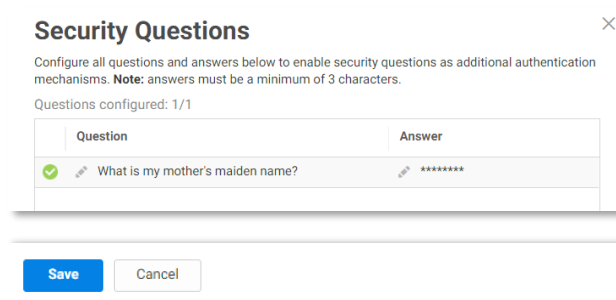 Security Questions
Configure all questions and answers below to enable security questions as additional authentication
mechanisms. Note: answers must be a minimum of 3 characters.
Questions configured: 1/1
Question Answer
What is my mother's maiden name? ********
Save Cancel